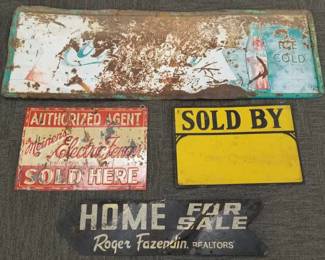 ICE
COLD
AUTHORIZED AGENT
Electric Fence
SOLD HERE
SOLD BY
HOME FOR SALE
Roger Fazendin REALTORS